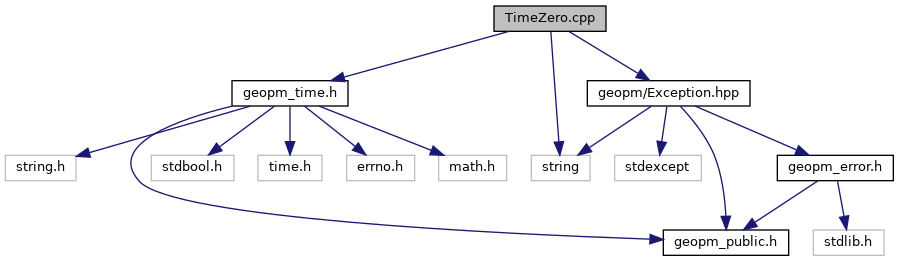 TimeZero.cpp
geopm_time.h
geopm/Exception.hpp
string.h
stdbool.h
time.h
errno.h
math.h
string
stdexcept
geopm_error.h
geopm_public.h
stdlib.h